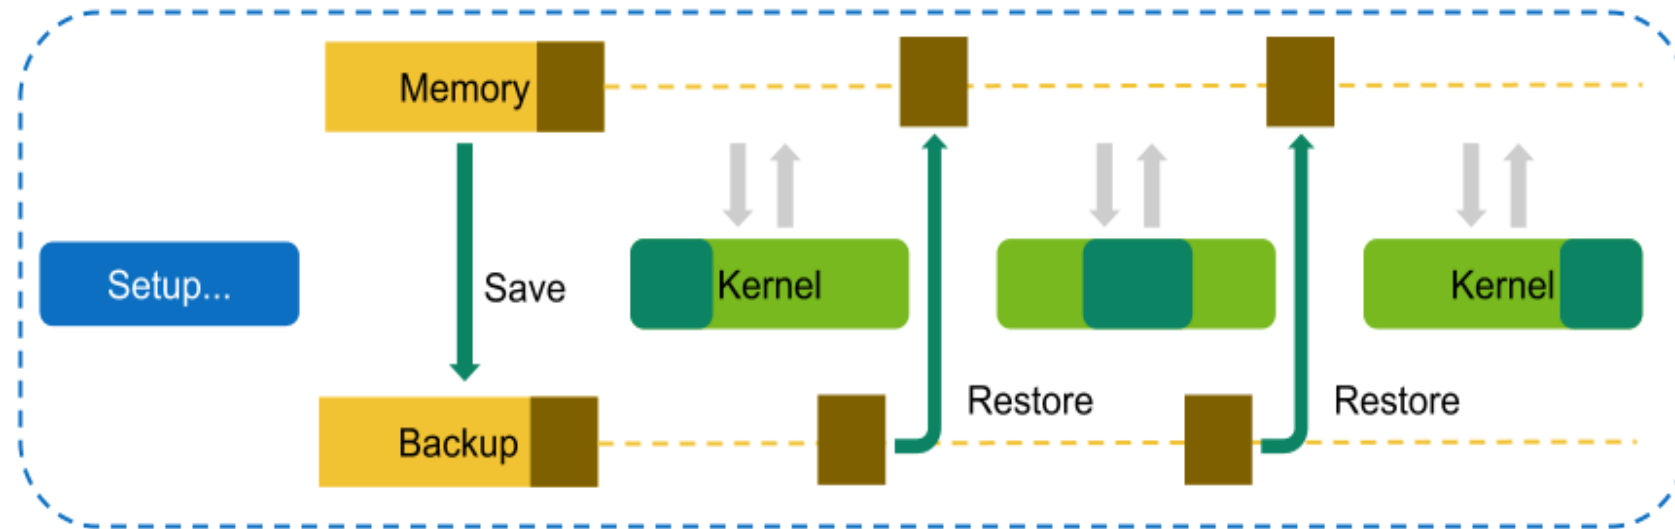 Memory
Setup...
Save
Kernel
Kernel
Restore
Restore
Backup